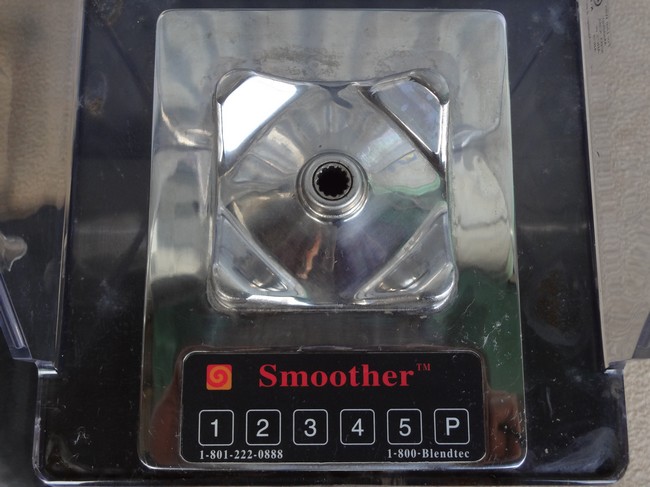 Smoother™
1 2 3 4 5 P
1-801-222-0888 1-800-Blendtec